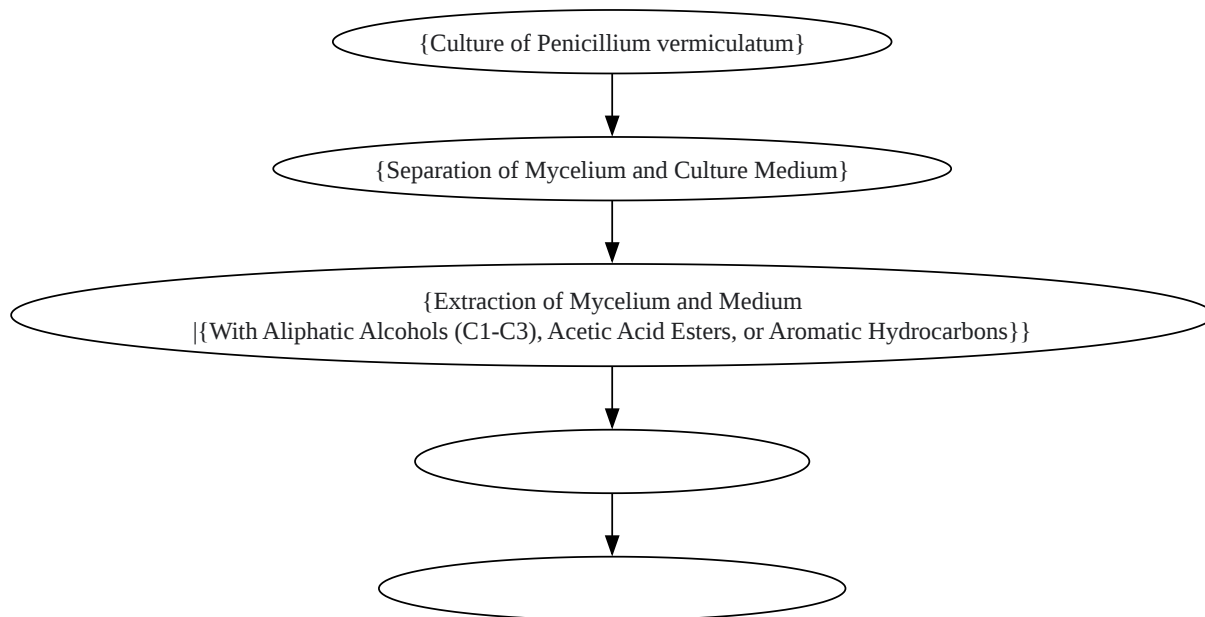 {Culture of Penicillium vermiculatum}
{Separation of Mycelium and Culture Medium}
{Extraction of Mycelium and Medium
|{With Aliphatic Alcohols (C1-C3), Acetic Acid Esters, or Aromatic Hydrocarbons}}